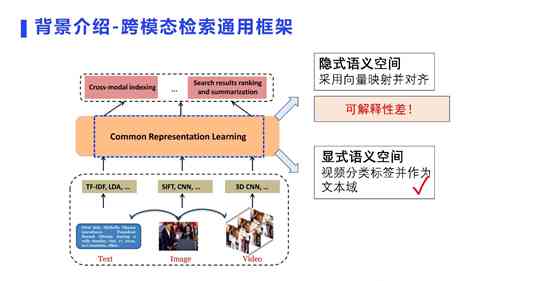 背景介绍-跨模态检索通用框架
Cross-modal indexing
...
Search results ranking
and summarization
Common Representation Learning
TF-IDF, LDA, ...
SIFT, CNN, ...
3D CNN, ...
Text
Image
Video
隐式语义空间
采用向量映射并对齐
可解释性差！
显式语义空间
视频分类标签并作为
文本域